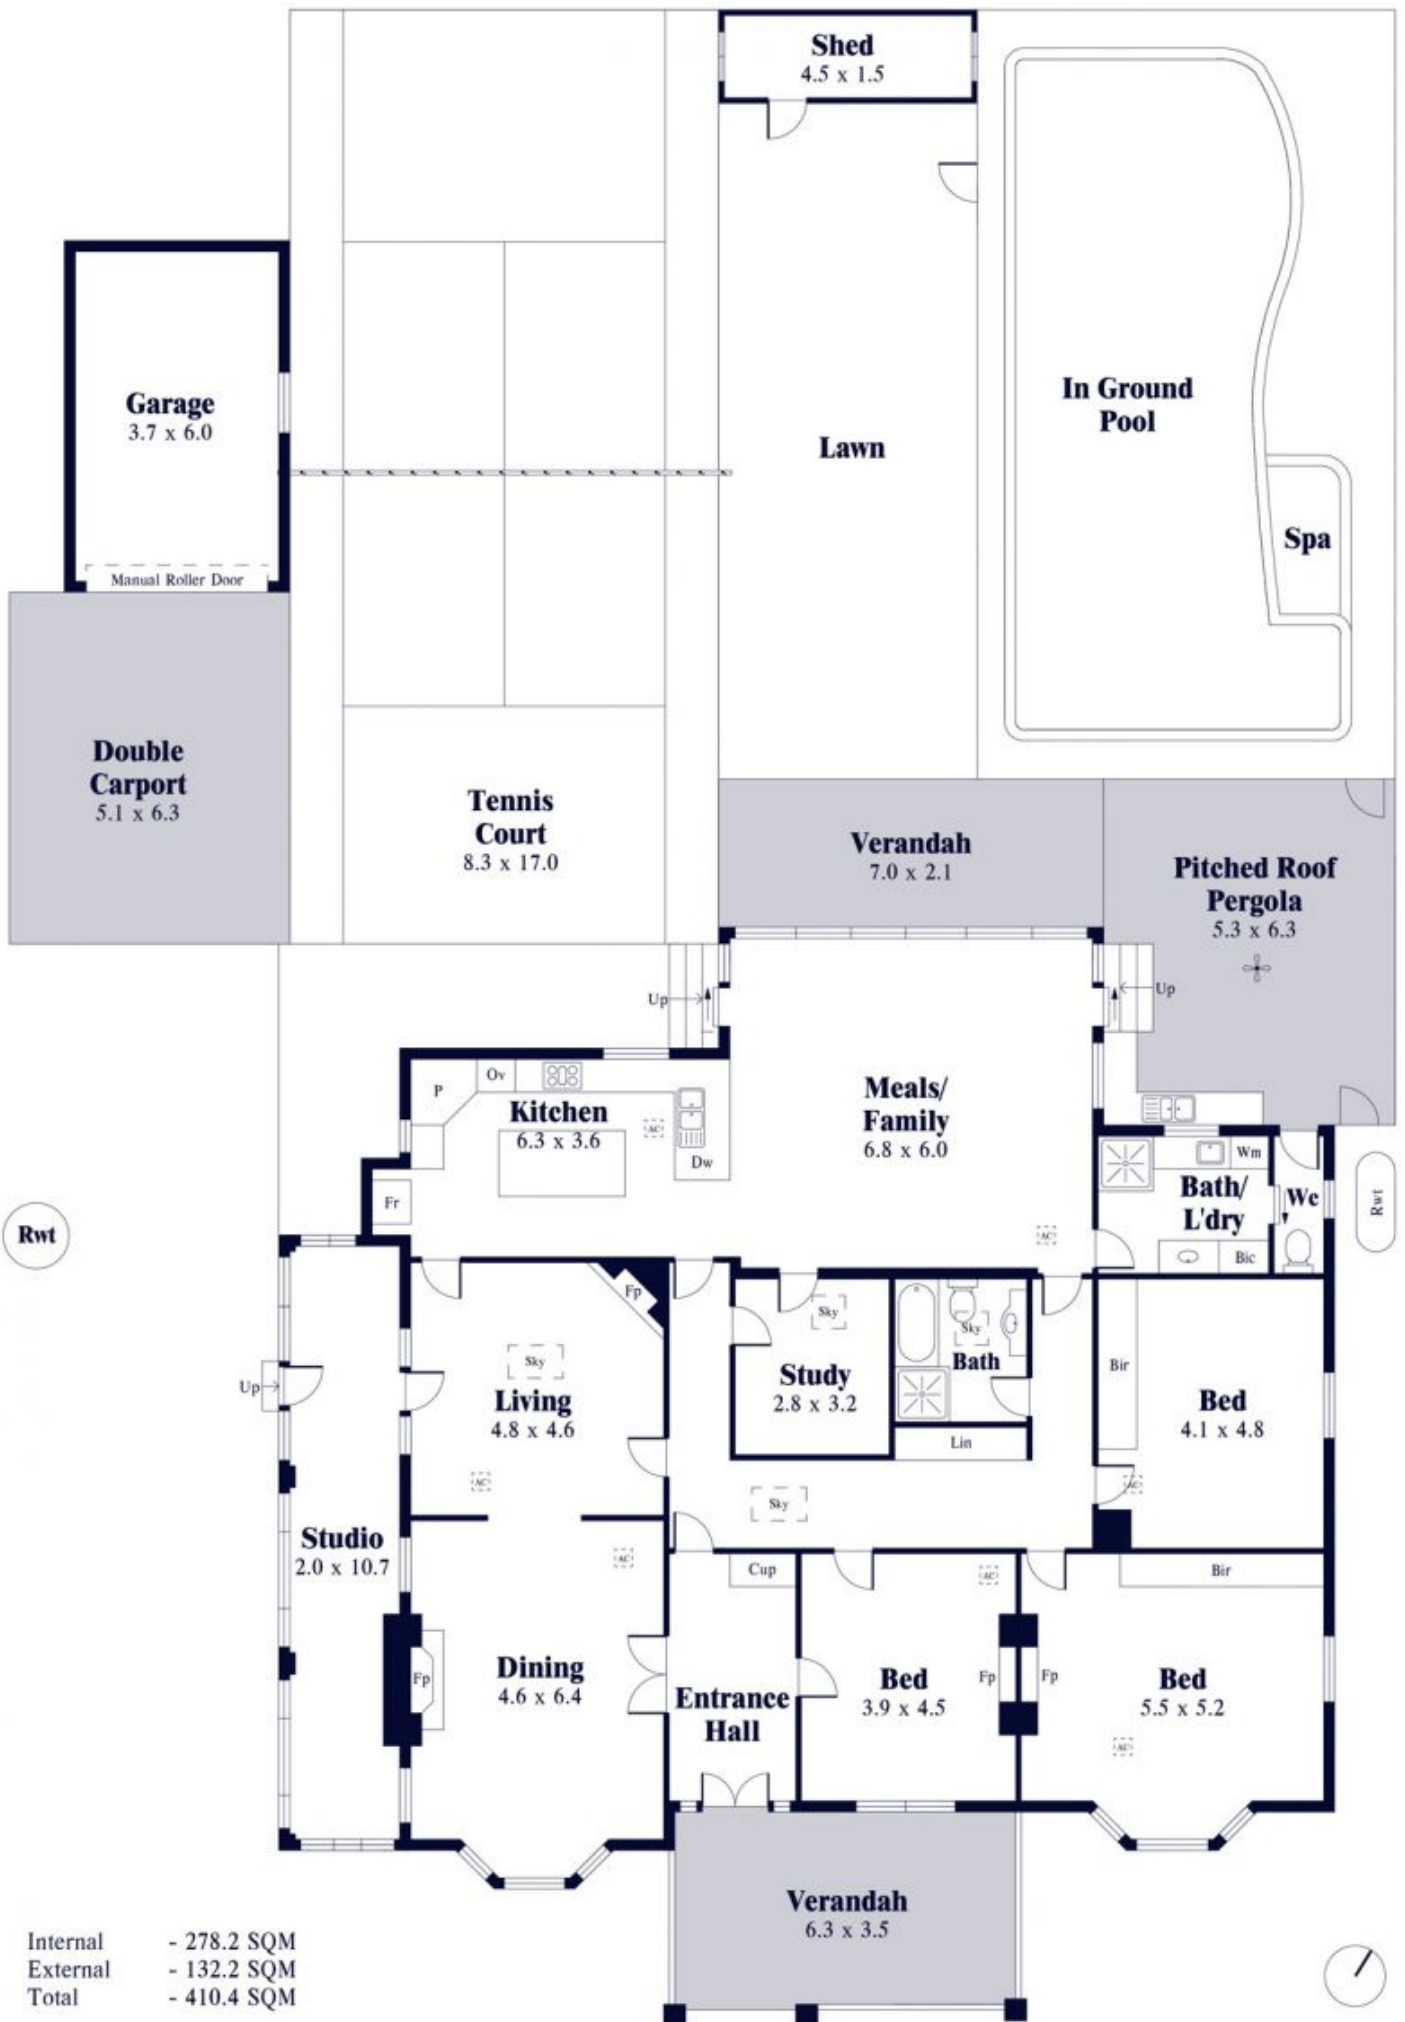 Shed
4.5 x 1.5
Garage
3.7 x 6.0
Manual Roller Door
In Ground
Pool
Lawn
Spa
Double
Carport
5.1 x 6.3
Tennis
Court
8.3 x 17.0
Verandah
7.0 x 2.1
Pitched Roof
Pergola
5.3 x 6.3
Up
Up
P
Ov
Kitchen
6.3 x 3.6
AC
Dw
Fr
Meals/
Family
6.8 x 6.0
AC
Wm
Bath/
L'dry
Bic
Wc
Rwt
Rwt
Fp
Sky
Living
4.8 x 4.6
AC
Up
Sky
Study
2.8 x 3.2
Sky
Bath
Lin
Sky
Bir
Bed
4.1 x 4.8
AC
Studio
2.0 x 10.7
AC
Fp
Dining
4.6 x 6.4
Cup
Entrance
Hall
AC
Bed
3.9 x 4.5
Fp
Fp
Bir
Bed
5.5 x 5.2
AC
Verandah
6.3 x 3.5
Internal - 278.2 SQM
External - 132.2 SQM
Total - 410.4 SQM